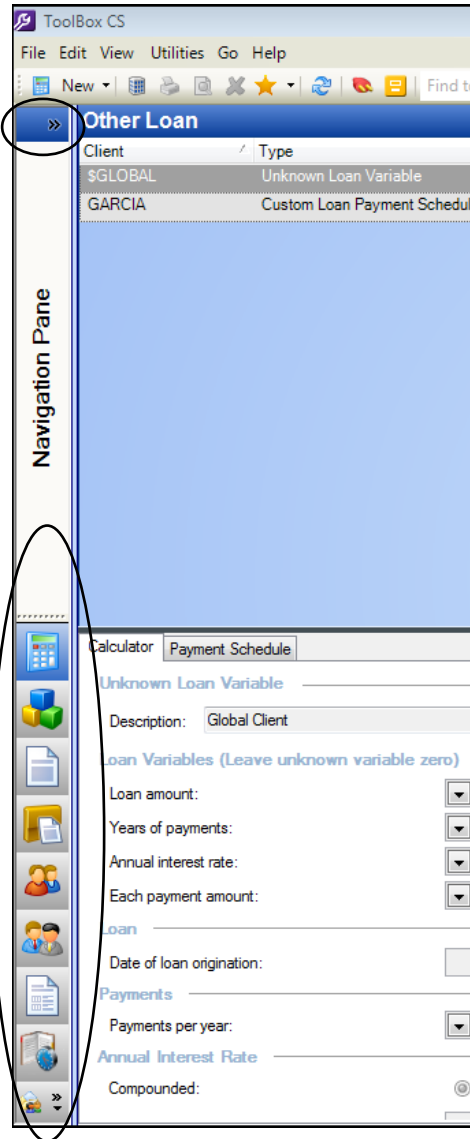 ToolBox CS
File Edit View Utilities Go Help
New Find
Other Loan
Client Type
$GLOBAL Unknown Loan Variable
GARCIA Custom Loan Payment
Navigation Pane
Calculator Payment Schedule
Unknown Loan Variable
Description: Global Client
Loan Variables (Leave unknown variable zero)
Loan amount:
Years of payments:
Annual interest rate:
Each payment amount:
Loan
Date of loan origination:
Payments
Payments per year:
Annual Interest Rate
Compounded: